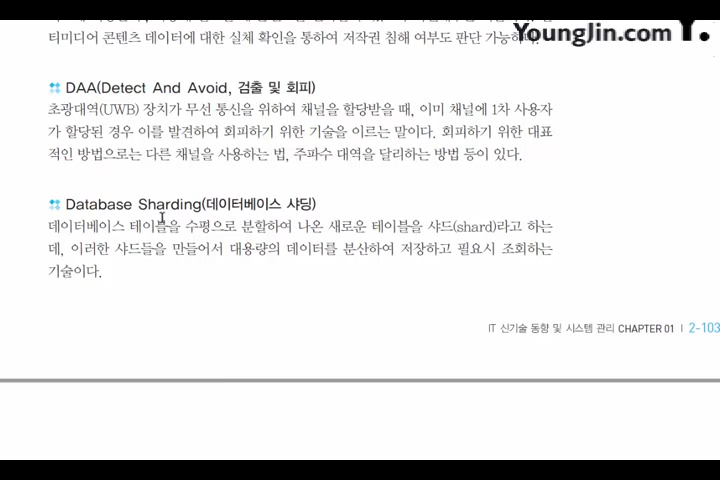 YoungJin.com Y.
티미디어 콘텐츠 데이터에 대한 실체 확인을 통하여 저작권 침해 여부도 판단 가능하다.
DAA(Detect And Avoid, 검출 및 회피)
초광대역(UWB) 장치가 무선 통신을 위하여 채널을 할당받을 때, 이미 채널에 1차 사용자
가 할당된 경우 이를 발견하여 회피하기 위한 기술을 이르는 말이다. 회피하기 위한 대표
적인 방법으로는 다른 채널을 사용하는 법, 주파수 대역을 달리하는 방법 등이 있다.
Database Sharding(데이터베이스 샤딩)
데이터베이스 테이블을 수평으로 분할하여 나온 새로운 테이블을 샤드(shard)라고 하는
데, 이러한 샤드들을 만들어서 대용량의 데이터를 분산하여 저장하고 필요시 조회하는
기술이다.
IT 신기술 동향 및 시스템 관리 CHAPTER 01 | 2-103